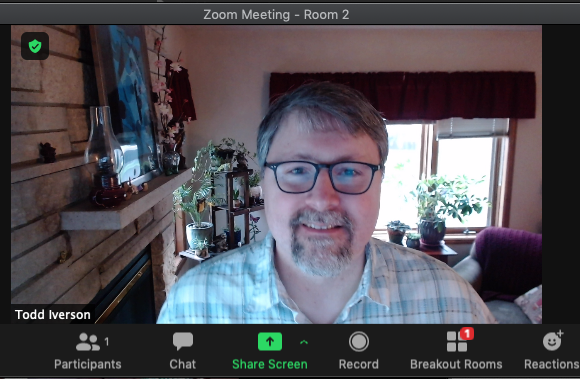 Zoom Meeting - Room 2
Todd Iverson
1
1
Participants Chat Share Screen Record Breakout Rooms Reactions